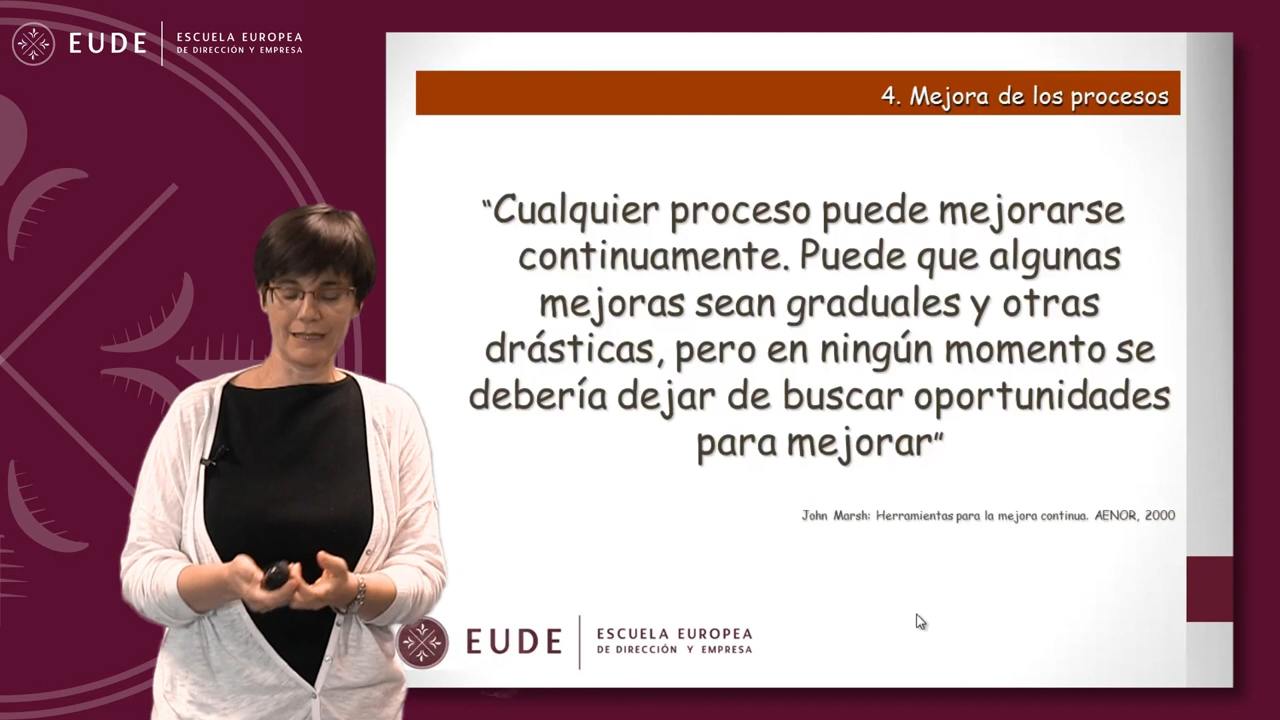 EUDE
ESCUELA EUROPEA
DE DIRECCIÓN Y EMPRESA
4. Mejora de los procesos
“Cualquier proceso puede mejorarse
continuamente. Puede que algunas
mejoras sean graduales y otras
drásticas, pero en ningún momento se
debería dejar de buscar oportunidades
para mejorar”
John Marsh: Herramientas para la mejora continua. AENOR, 2000
EUDE
ESCUELA EUROPEA
DE DIRECCIÓN Y EMPRESA